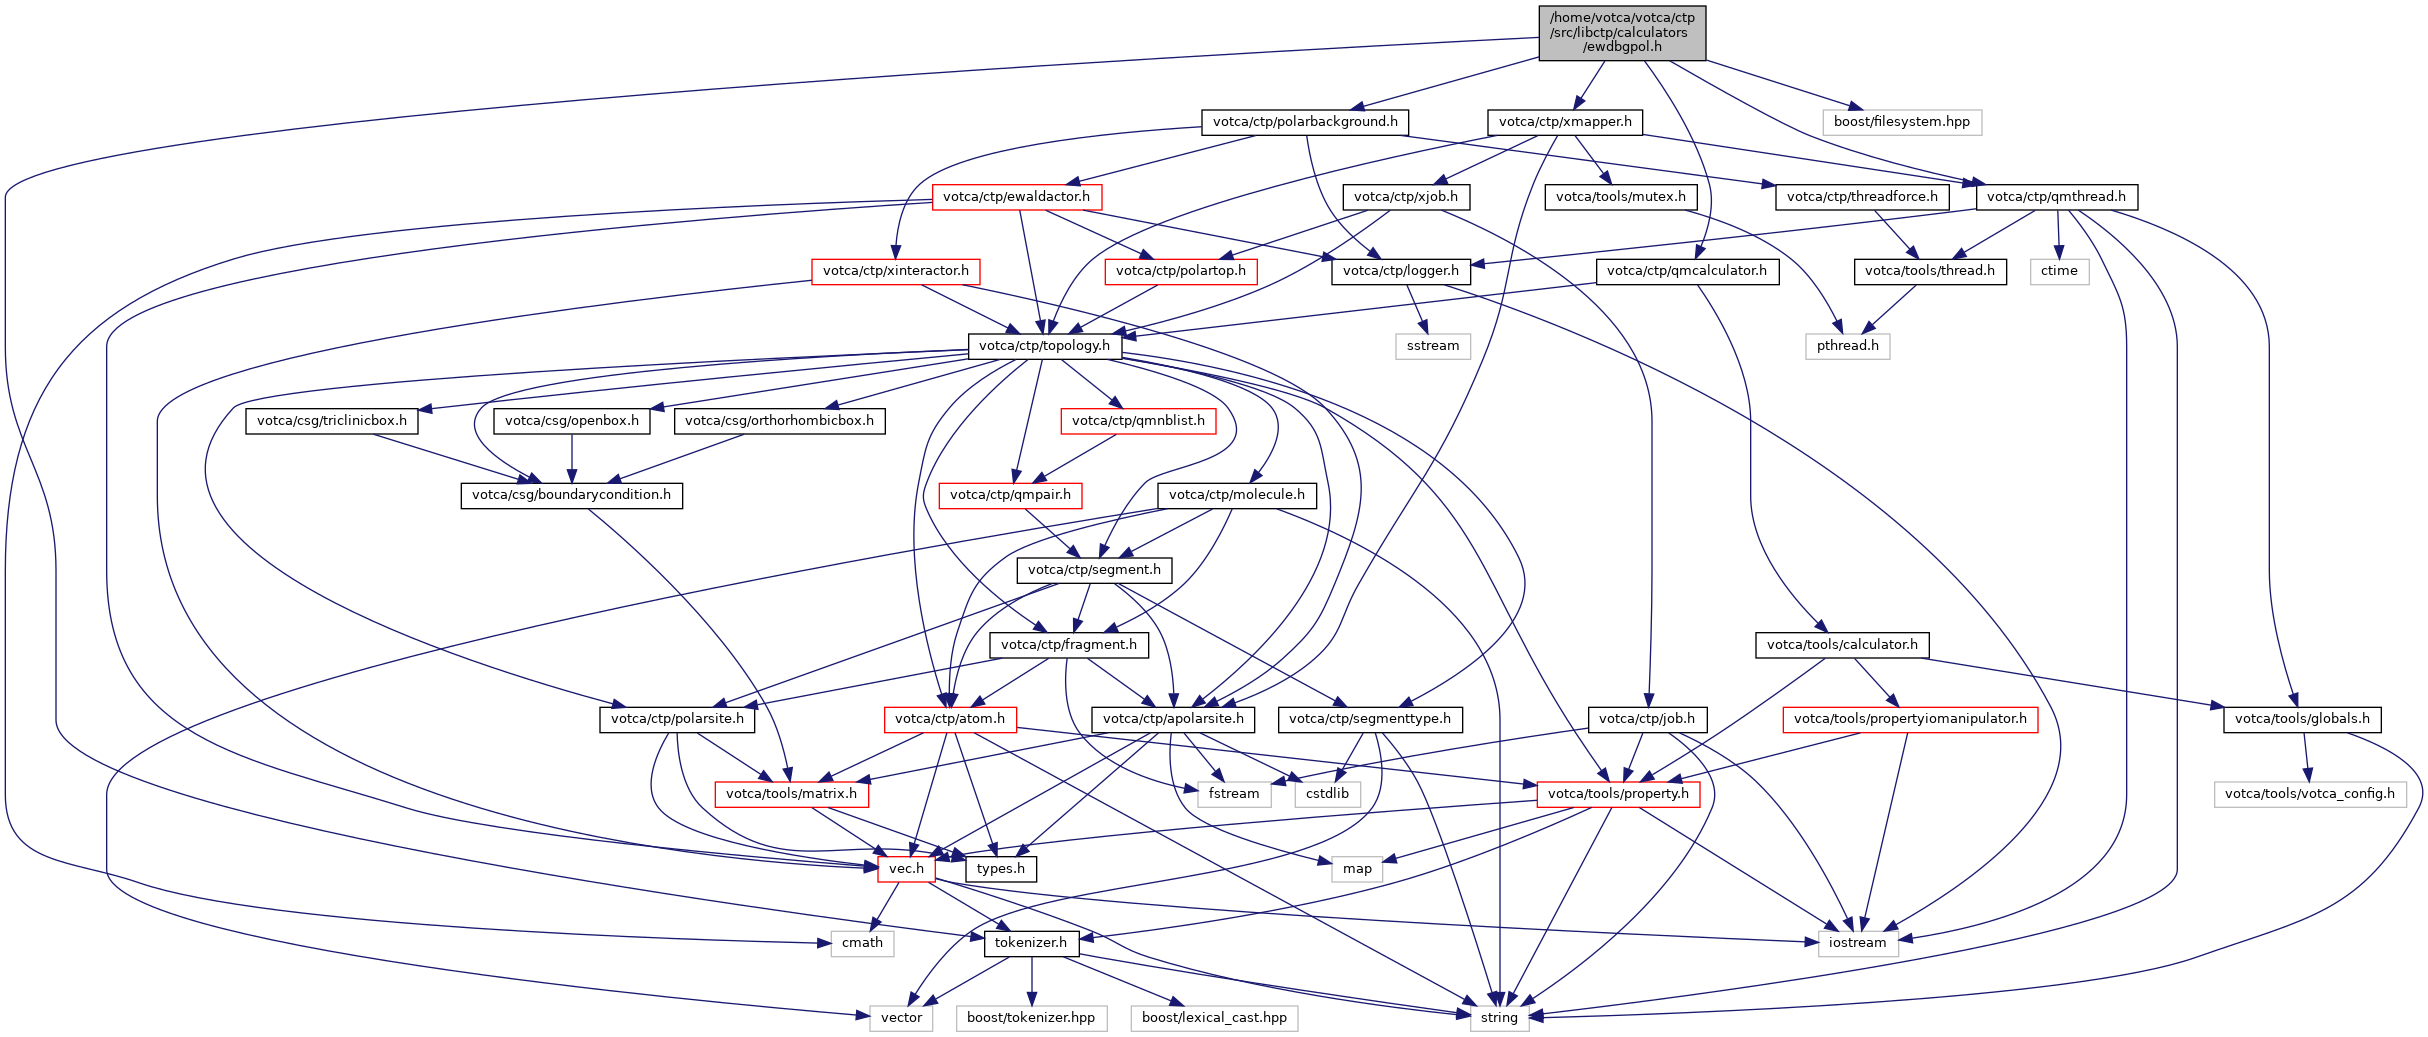 /home/votca/votca/ctp
/src/libctp/calculators
/ewdbgpol.h
votca/ctp/polarbackground.h
votca/ctp/xmapper.h
boost/filesystem.hpp
votca/ctp/ewaldactor.h
votca/ctp/xjob.h
votca/tools/mutex.h
votca/ctp/threadforce.h
votca/ctp/qmthread.h
votca/ctp/xinteractor.h
votca/ctp/polartop.h
votca/ctp/logger.h
votca/ctp/qmcalculator.h
votca/tools/thread.h
ctime
votca/ctp/topology.h
sstream
pthread.h
votca/csg/triclinicbox.h
votca/csg/openbox.h
votca/csg/orthorhombicbox.h
votca/ctp/qmnblist.h
votca/csg/boundarycondition.h
votca/ctp/qmpair.h
votca/ctp/molecule.h
votca/ctp/segment.h
votca/ctp/fragment.h
votca/tools/calculator.h
votca/ctp/polarsite.h
votca/ctp/atom.h
votca/ctp/apolarsite.h
votca/ctp/segmenttype.h
votca/ctp/job.h
votca/tools/propertyiomanipulator.h
votca/tools/globals.h
votca/tools/matrix.h
fstream
cstdlib
votca/tools/property.h
votca/tools/votca_config.h
vec.h
types.h
map
cmath
tokenizer.h
iostream
vector
boost/tokenizer.hpp
boost/lexical_cast.hpp
string